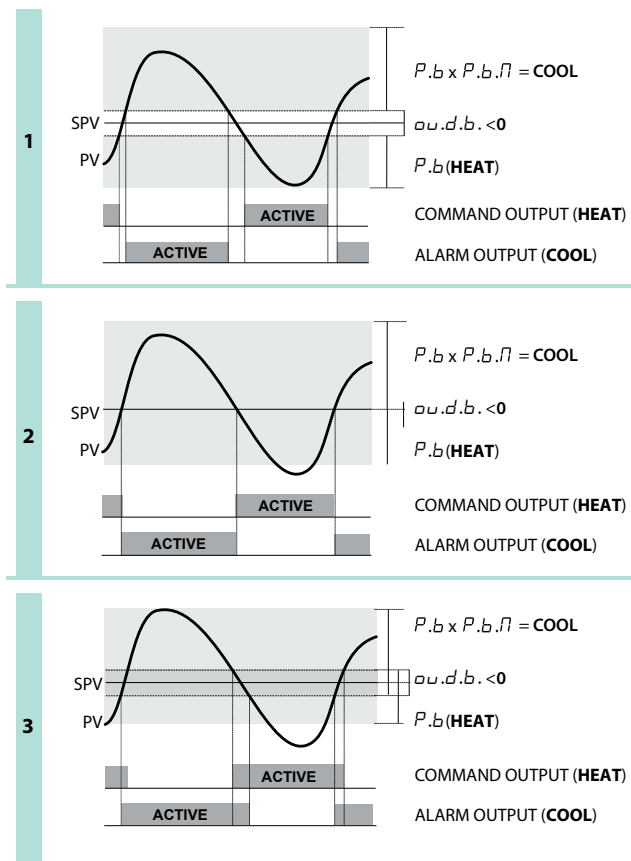 1
P.b x P.b.M = COOL
SPV
ou.d.b. <0
PV
P.b (HEAT)
ACTIVE
COMMAND OUTPUT (HEAT)
ACTIVE
ALARM OUTPUT (COOL)
2
P.b x P.b.M = COOL
SPV
ou.d.b. <0
PV
P.b (HEAT)
ACTIVE
COMMAND OUTPUT (HEAT)
ACTIVE
ALARM OUTPUT (COOL)
3
P.b x P.b.M = COOL
SPV
ou.d.b. <0
PV
P.b (HEAT)
ACTIVE
COMMAND OUTPUT (HEAT)
ACTIVE
ALARM OUTPUT (COOL)